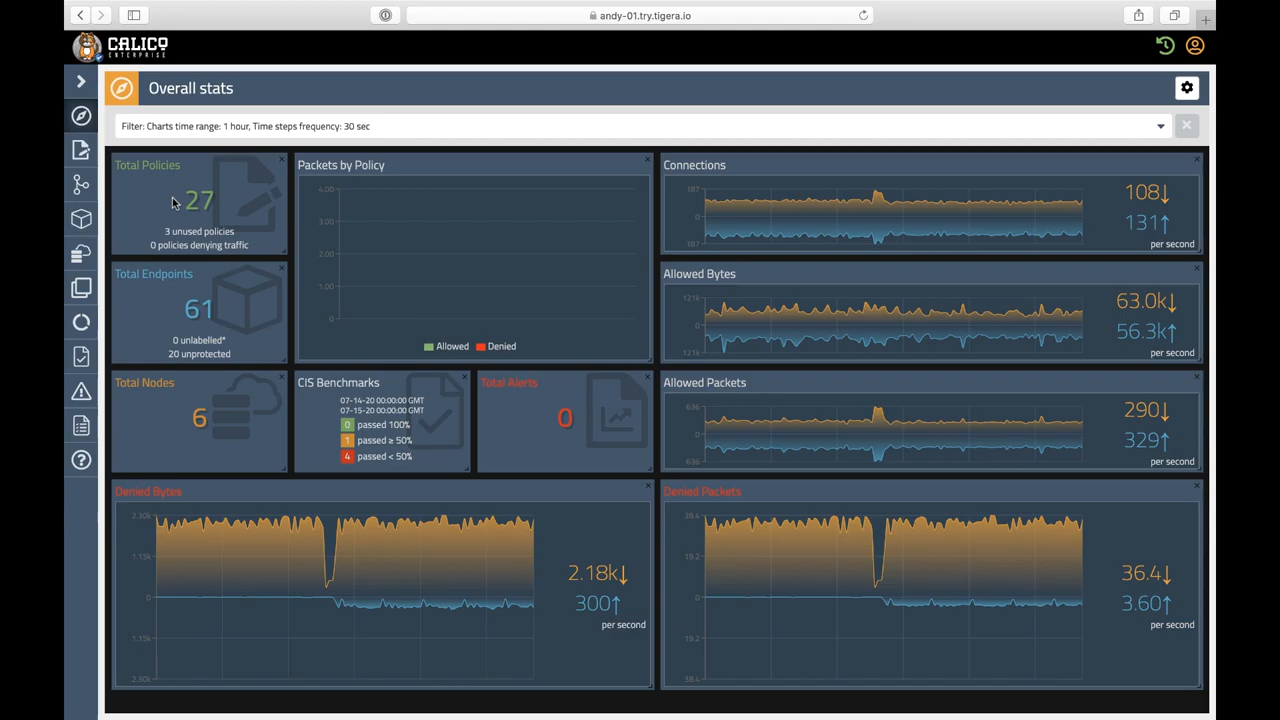 andy-01.try.tigera.io
CALICO
ENTERPRISE
Overall stats
Filter: Charts time range: 1 hour, Time steps frequency: 30 sec
Total Policies
27
3 unused policies
0 policies denying traffic
Packets by Policy
4.00
3.00
2.00
1.00
0
Allowed
Denied
Connections
187
0
187
108↓
131↑
per second
Total Endpoints
61
0 unlabelled*
20 unprotected
Allowed Bytes
121k
0
121k
63.0k↓
56.3k↑
per second
Total Nodes
6
CIS Benchmarks
07-14-20 00:00:00 GMT
07-15-20 00:00:00 GMT
0 passed 100%
1 passed ≥ 50%
4 passed < 50%
Total Alerts
0
Allowed Packets
636
0
636
290↓
329↑
per second
Denied Bytes
2.30k
1.15k
0
1.15k
2.30k
2.18k↓
300↑
per second
Denied Packets
38.4
19.2
0
19.2
38.4
36.4↓
3.60↑
per second